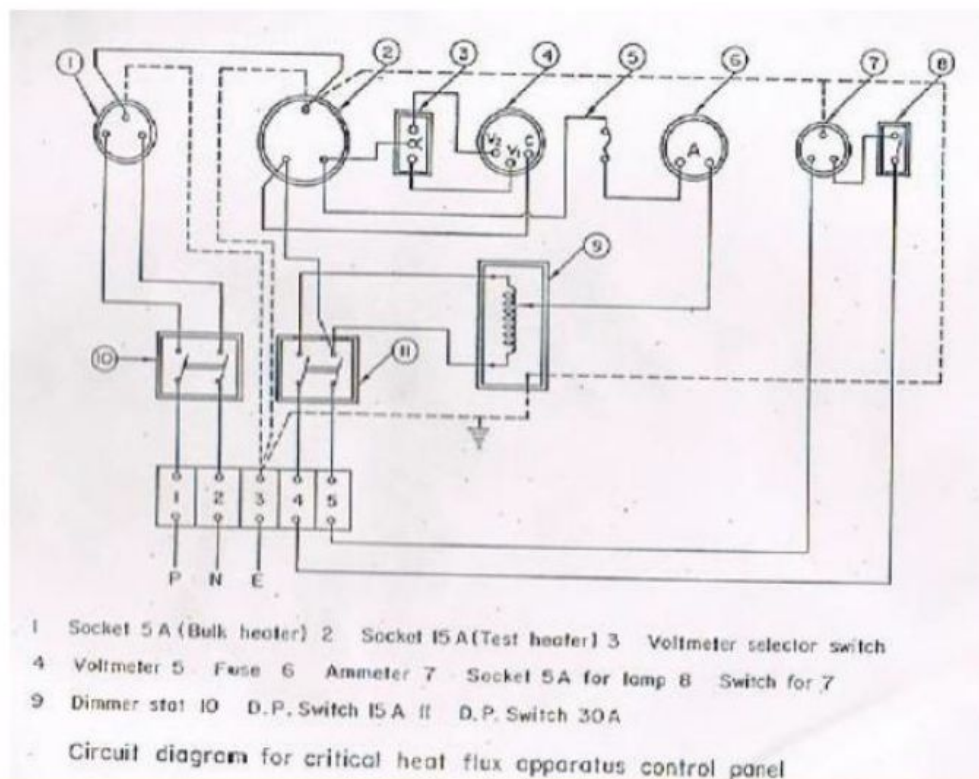 1 2 3 4 5 6 7 8
V2 V1 C A
9
10 11
1 2 3 4 5
P N E
1 Socket 5 A (Bulk heater) 2 Socket 15 A (Test heater) 3 Voltmeter selector switch
4 Voltmeter 5 Fuse 6 Ammeter 7 Socket 5A for lamp 8 Switch for 7
9 Dimmer stat 10 D.P. Switch 15 A 11 D.P. Switch 30 A
Circuit diagram for critical heat flux apparatus control panel